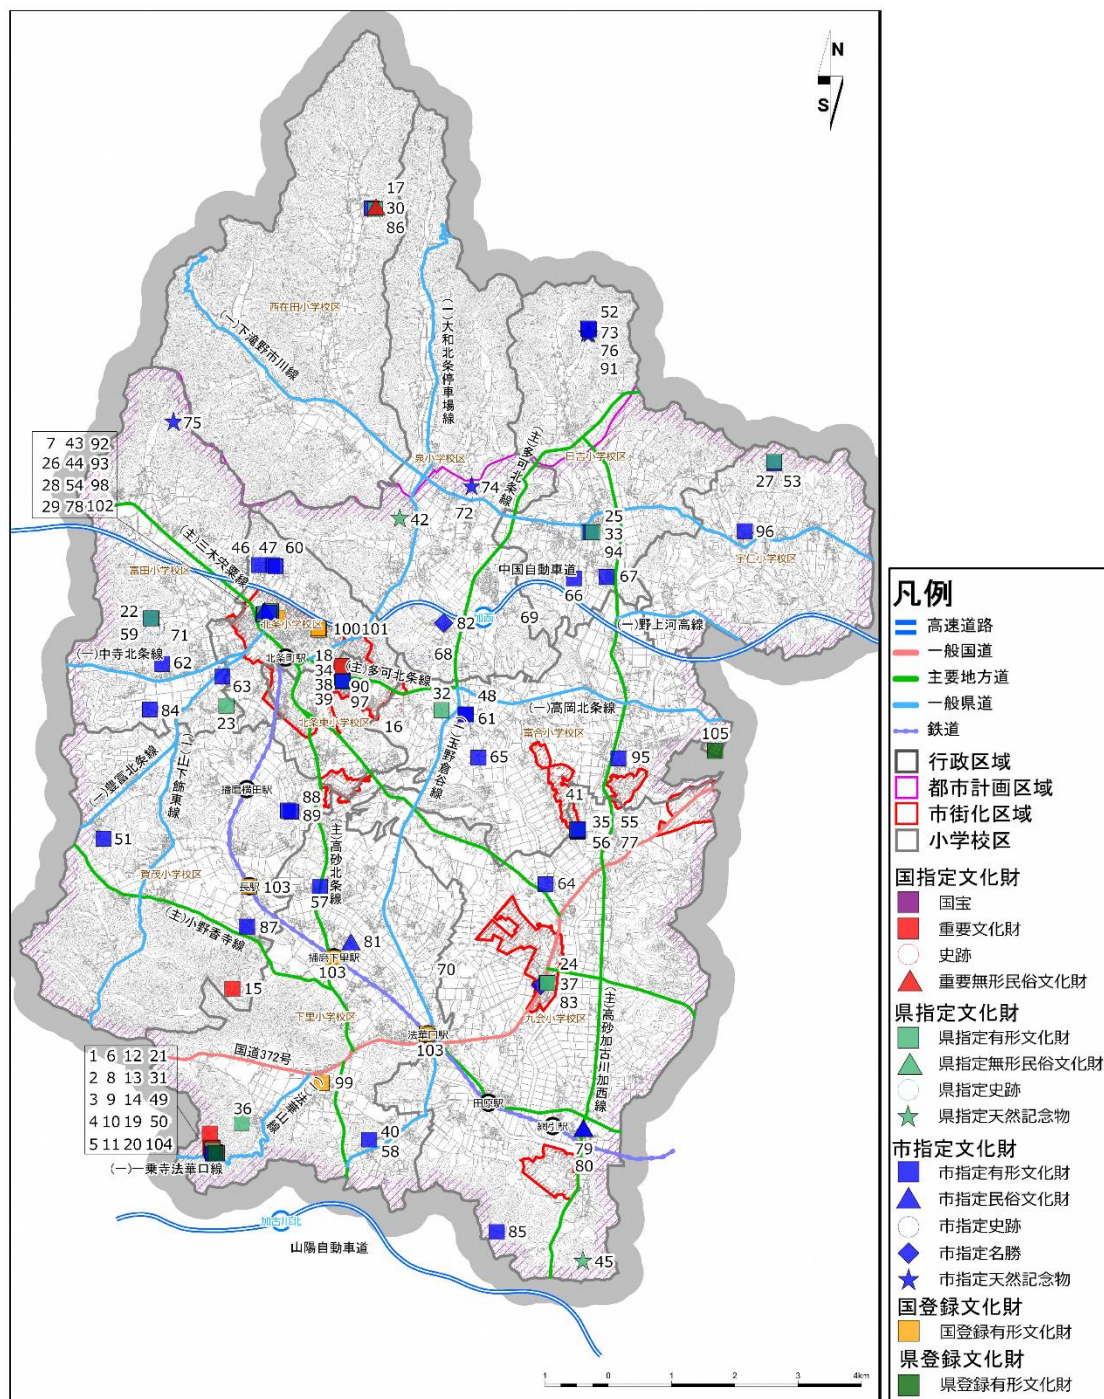 N
S
17
30
86
西在田小学校区
(一)下滝野市川線
(一)大和北条停車場線
52
73
76
91
75
7 43 92
26 44 93
28 54 98
29 78 102
泉小学校区
(主)多可北条線
日吉小学校区
74
72
42
27 53
25
33
94
96
宇仁小学校区
(主)三木宍粟線
富田小学校区
46 47 60
中国自動車道
66
67
22
59
71
(一)中寺北条線
62
北条小学校区
100 101
82
加西
69
(一)野上河高線
北条町駅
18
34
38
39
(主)多可北条線
90
97
68
63
84
23
32
48
61
(一)高岡北条線
16
北条東小学校区
富合小学校区
105
(一)豊富北条線
(一)山下飾東線
(一)玉野倉谷線
65
95
播磨横田駅
88
89
41
35 55
56 77
51
(主)高砂北条線
賀茂小学校区
長駅
103
57
64
(主)小野香寺線
87
81
播磨下里駅
103
15
70
24
37
83
九会小学校区
(主)高砂加古川加西線
下里小学校区
法華口駅
103
国道372号
1 6 12 21
2 8 13 31
3 9 14 49
4 10 19 50
5 11 20 104
99
(一)法華山線
36
田原駅
網引駅
40
58
79
80
(一)一乗寺法華口線
加古川北
山陽自動車道
85
45
1 0 1 2 3 4km
凡例
高速道路
一般国道
主要地方道
一般県道
鉄道
行政区域
都市計画区域
市街化区域
小学校区
国指定文化財
国宝
重要文化財
史跡
重要無形民俗文化財
県指定文化財
県指定有形文化財
県指定無形民俗文化財
県指定史跡
県指定天然記念物
市指定文化財
市指定有形文化財
市指定民俗文化財
市指定史跡
市指定名勝
市指定天然記念物
国登録文化財
国登録有形文化財
県登録文化財
県登録有形文化財